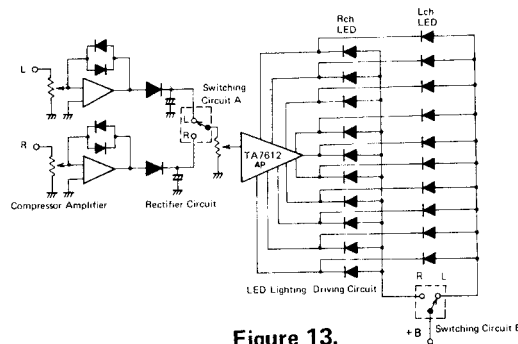 Rch
LED
Lch
LED
L
Switching
Circuit A
L
R
R
TA7612
AP
Compressor Amplifier
Rectifier Circuit
LED Lighting Driving Circuit
R L
+B
Switching Circuit B
Figure 13.